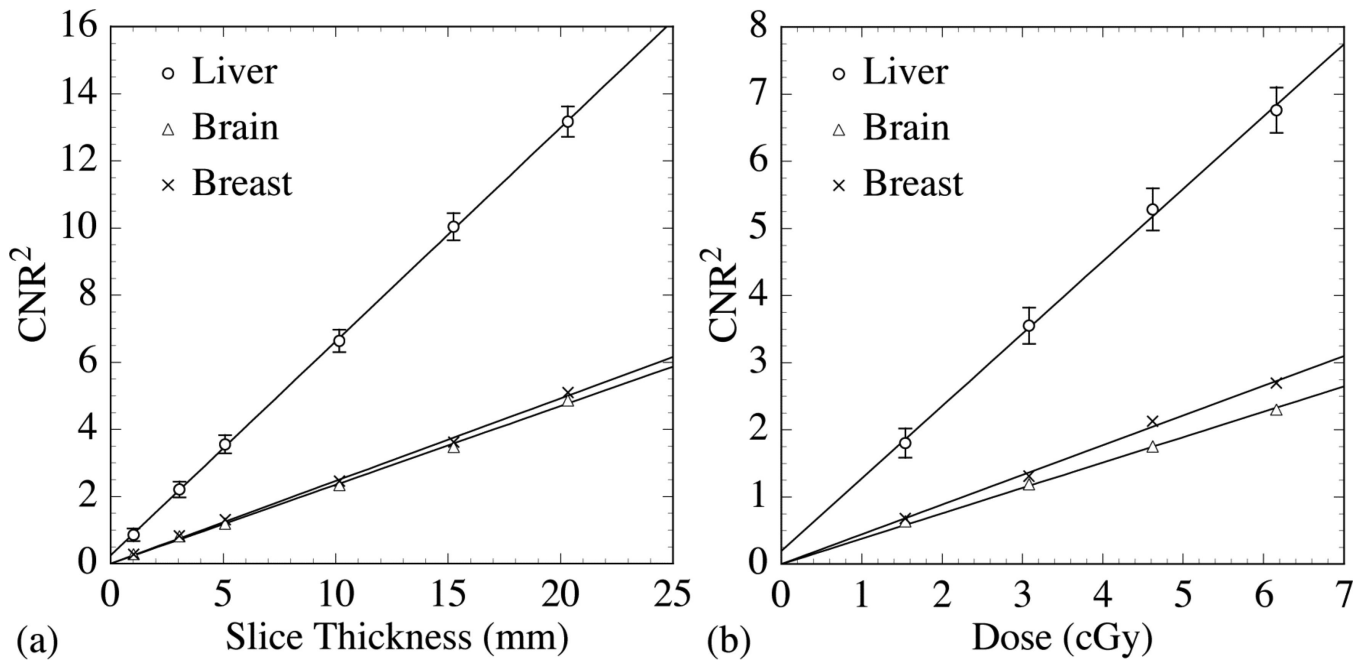 16
14
12
10
8
6
4
2
0
CNR2
Liver
Brain
Breast
0 5 10 15 20 25
(a) Slice Thickness (mm)
8
7
6
5
4
3
2
1
0
CNR2
Liver
Brain
Breast
0 1 2 3 4 5 6 7
(b) Dose (cGy)